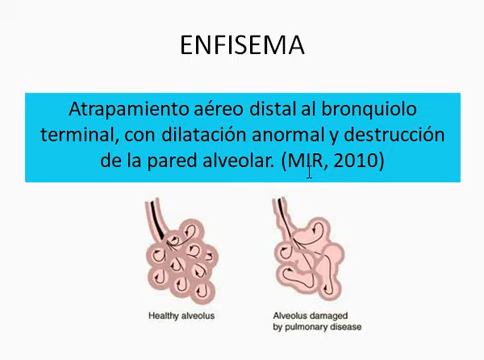 ENFISEMA
Atrapamiento aéreo distal al bronquiolo
terminal, con dilatación anormal y destrucción
de la pared alveolar. (MIR, 2010)
Healthy alveolus
Alveolus damaged
by pulmonary disease